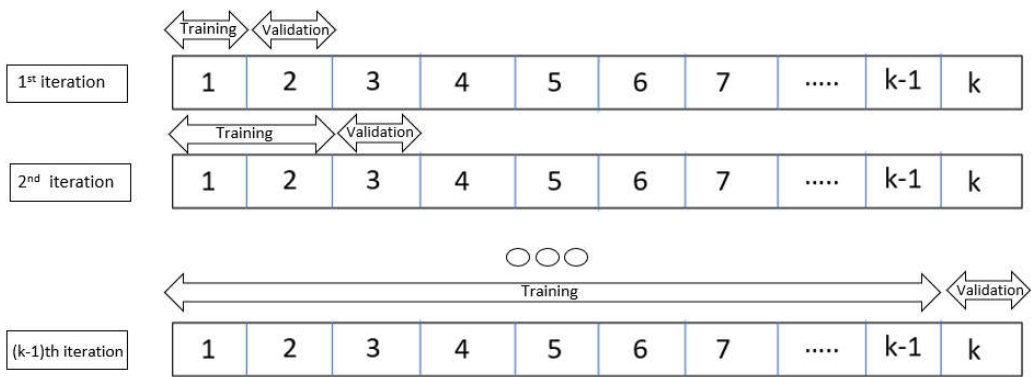 Training Validation
1st iteration 1 2 3 4 5 6 7 ..... k-1 k
Training Validation
2nd iteration 1 2 3 4 5 6 7 ..... k-1 k
Training Validation
(k-1)th iteration 1 2 3 4 5 6 7 ..... k-1 k